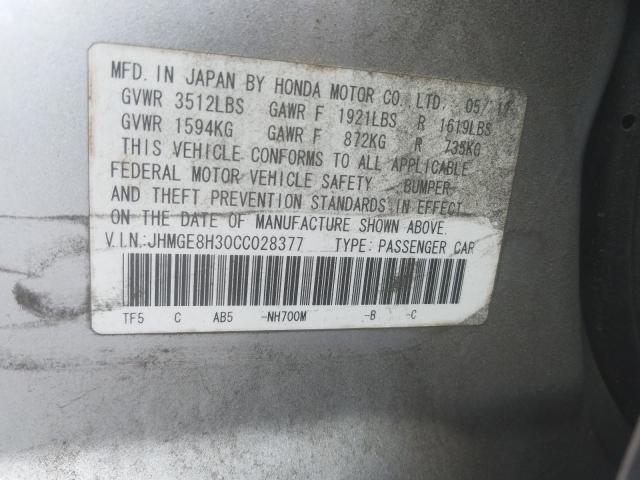 MFD. IN JAPAN BY HONDA MOTOR CO., LTD. 05/11
GVWR 3512LBS GAWR F 1921LBS R 1619LBS
GVWR 1594KG GAWR F 872KG R 735KG
THIS VEHICLE CONFORMS TO ALL APPLICABLE
FEDERAL MOTOR VEHICLE SAFETY BUMPER
AND THEFT PREVENTION STANDARDS IN EFFECT
ON THE DATE OF MANUFACTURE SHOWN ABOVE.
V.I.N.:JHMGE8H30CC028377 TYPE: PASSENGER CAR
TF5 C AB5 -NH700M -B -C